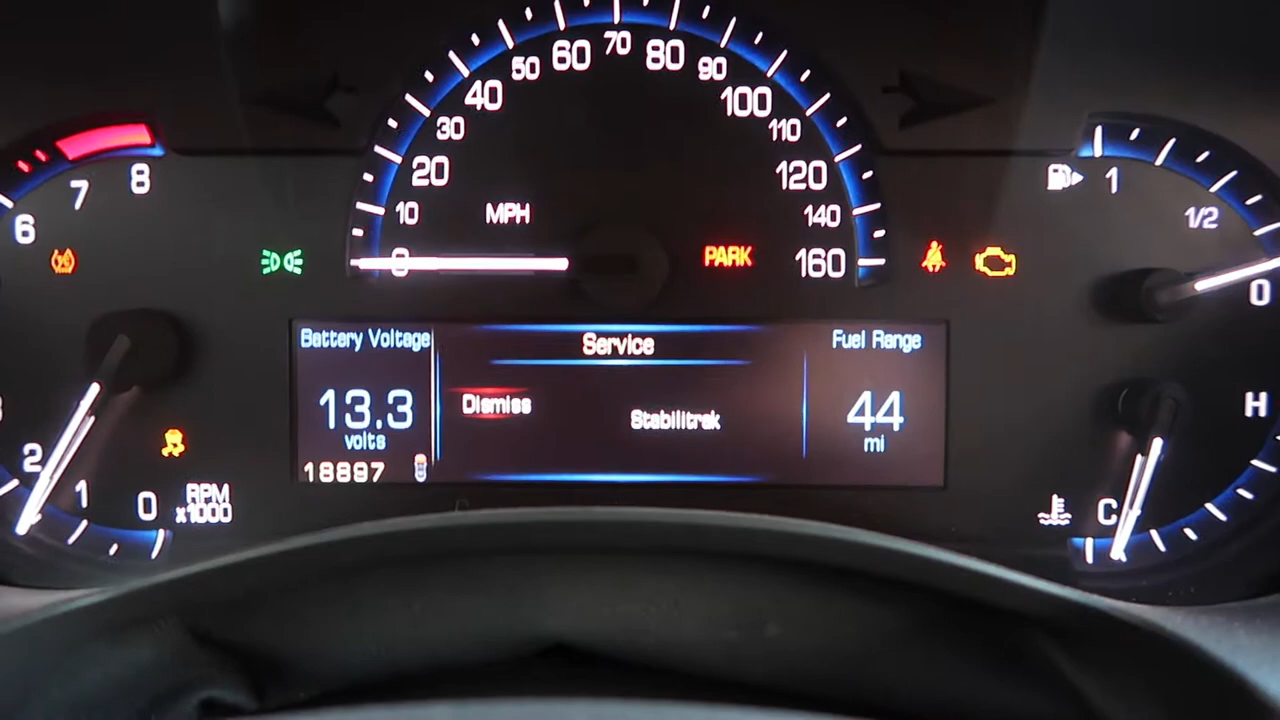 70
60 80
50 90
40 100
30 110
20 120
10 MPH 140
0 PARK 160
6 7 8
1
1/2
0
Battery Voltage
13.3
volts
18897
Service
Dismiss
Stabilitrak
Fuel Range
44
mi
2 1 0
RPM
x1000
H
C